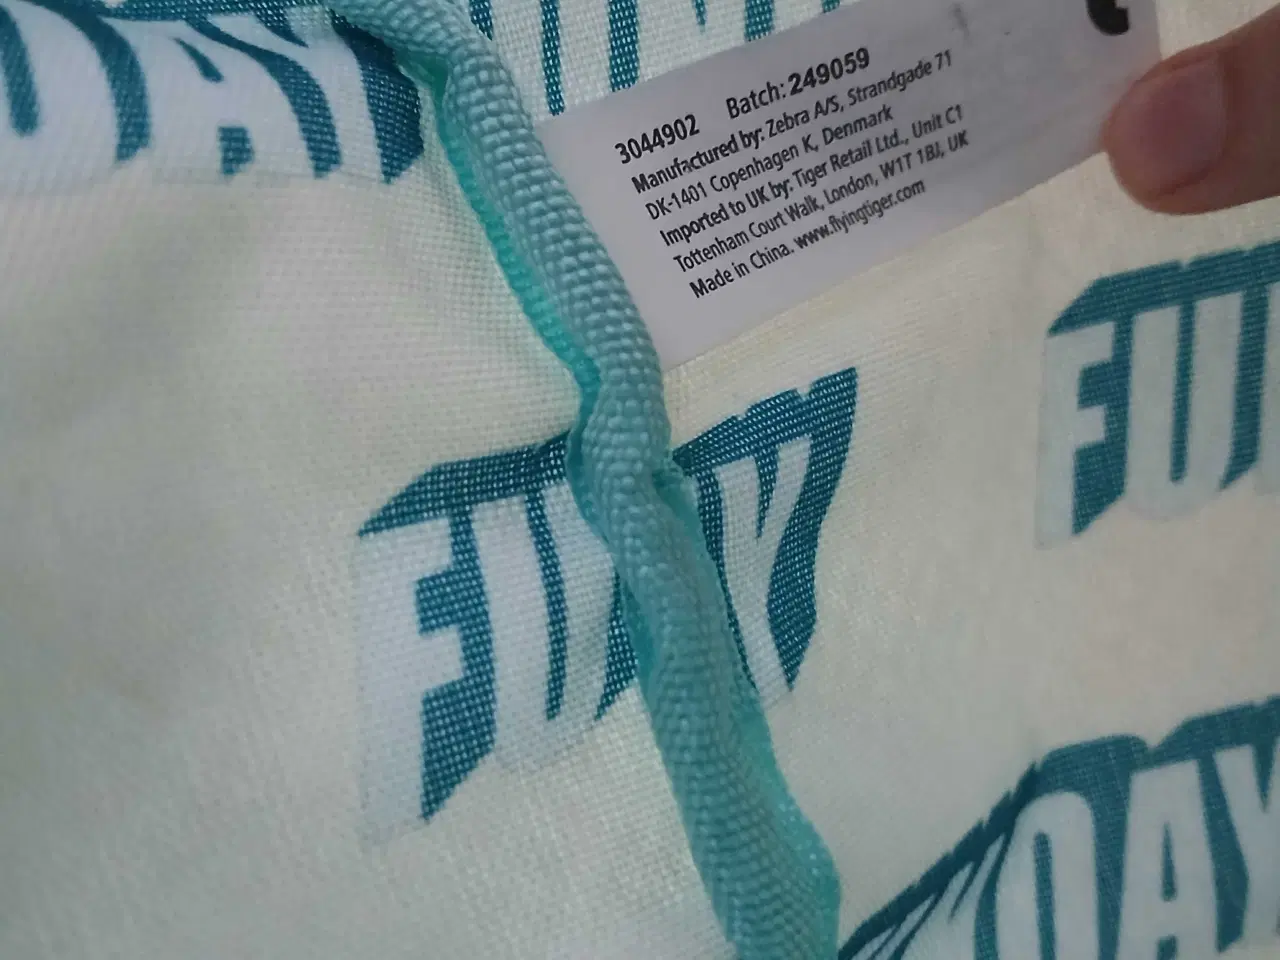 3044902 Batch: 249059
Manufactured by: Zebra A/S, Strandgade 71
DK-1401 Copenhagen K, Denmark
Imported to UK by: Tiger Retail Ltd., Unit C1
Tottenham Court Walk, London, W1T 1BJ, UK
Made in China. www.flyingtiger.com